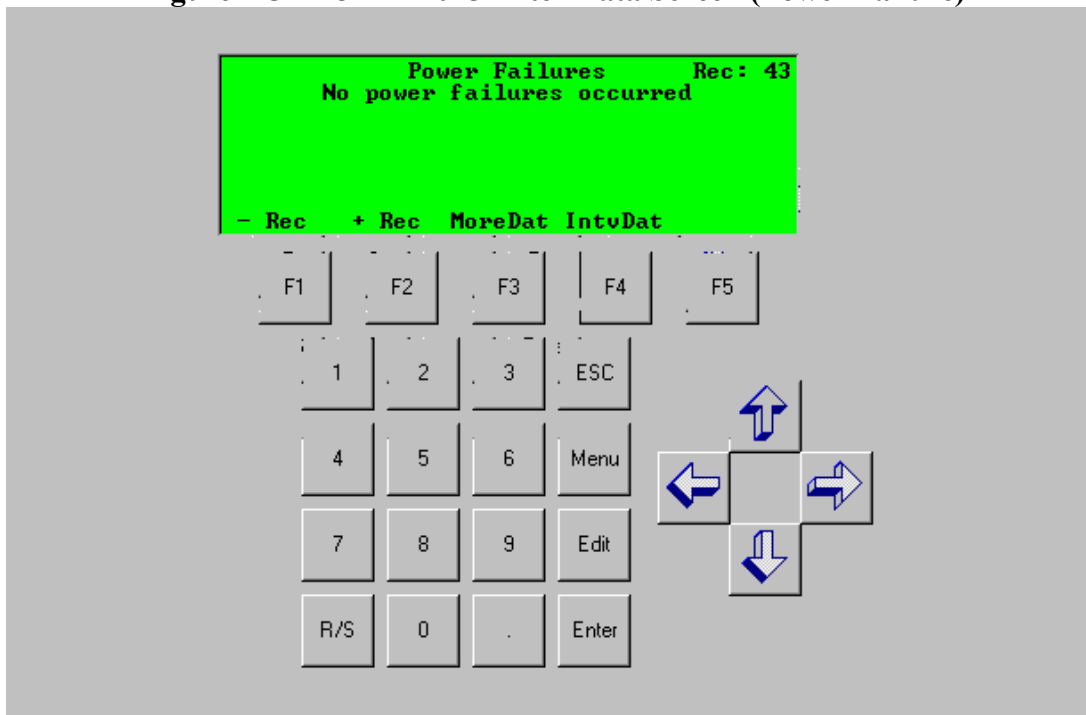 Power Failures Rec: 43
No power failures occurred
- Rec + Rec MoreDat IntvDat
F1 F2 F3 F4 F5
1 2 3 ESC
4 5 6 Menu
7 8 9 Edit
R/S 0 . Enter